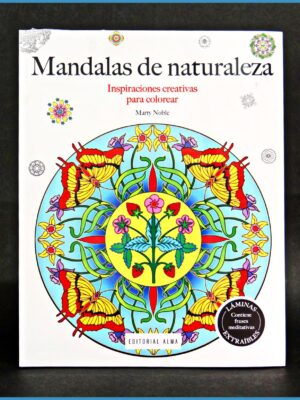 Mandalas de naturaleza
Inspiraciones creativas
para colorear
Marty Noble
LÁMINAS
Contiene
frases
meditativas
EXTRAÍBLES
EDITORIAL ALMA